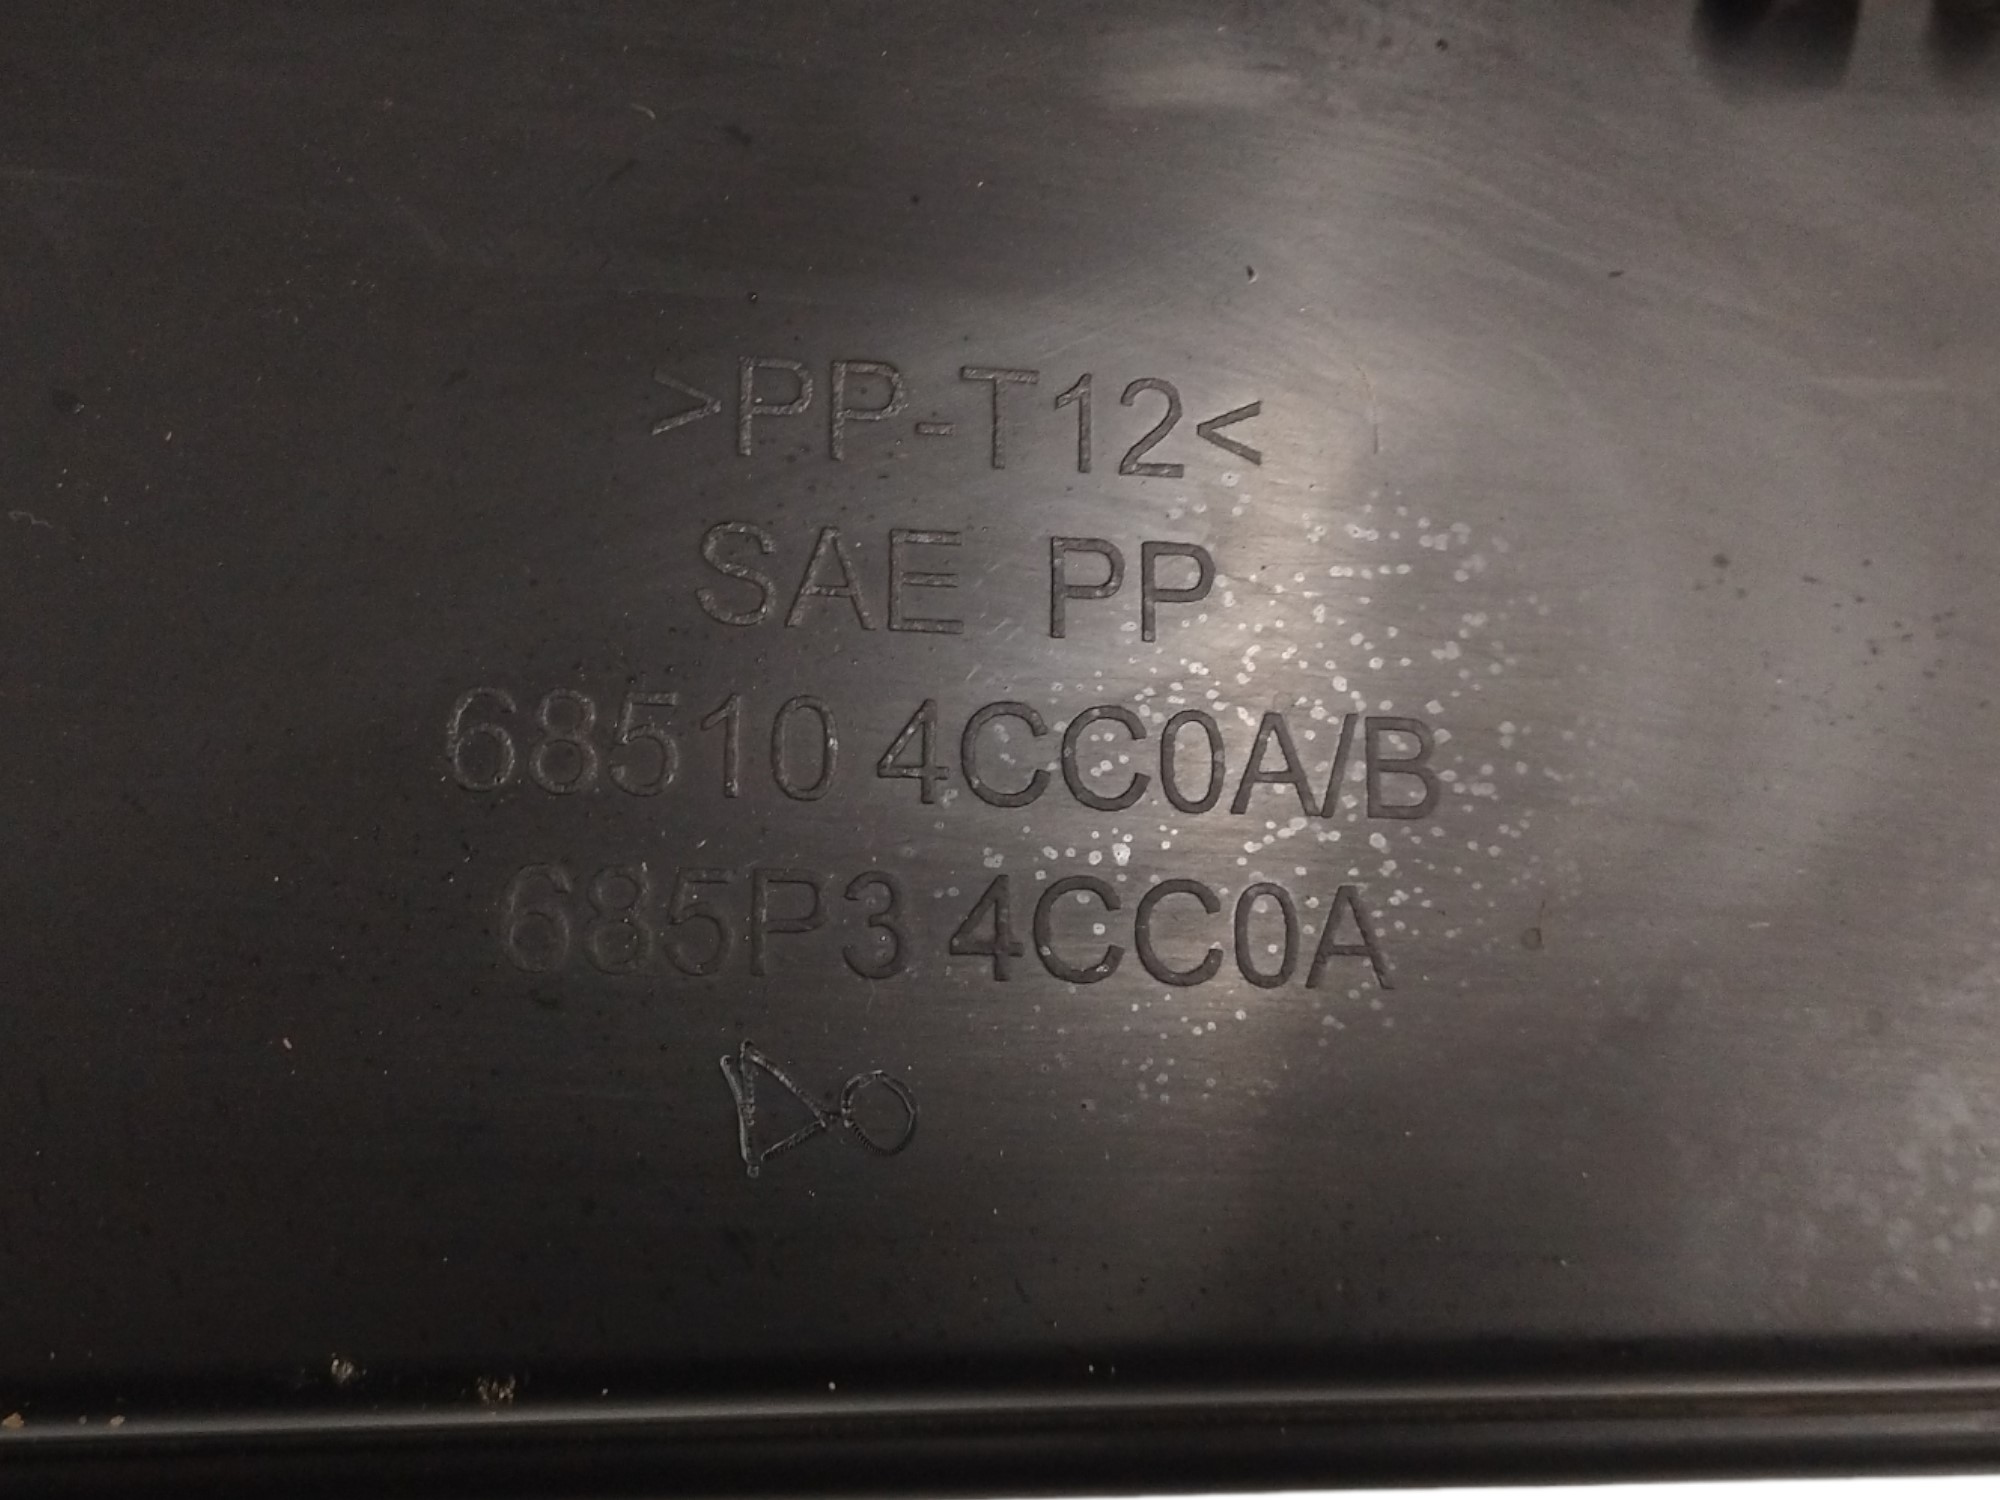 >PP-T12<
SAE PP
68510 4CC0A/B
685P3 4CC0A